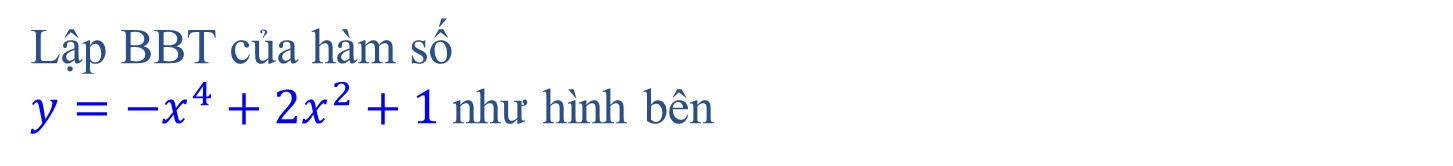 Lập BBT của hàm số
y = −x⁴ + 2x² + 1 như hình bên